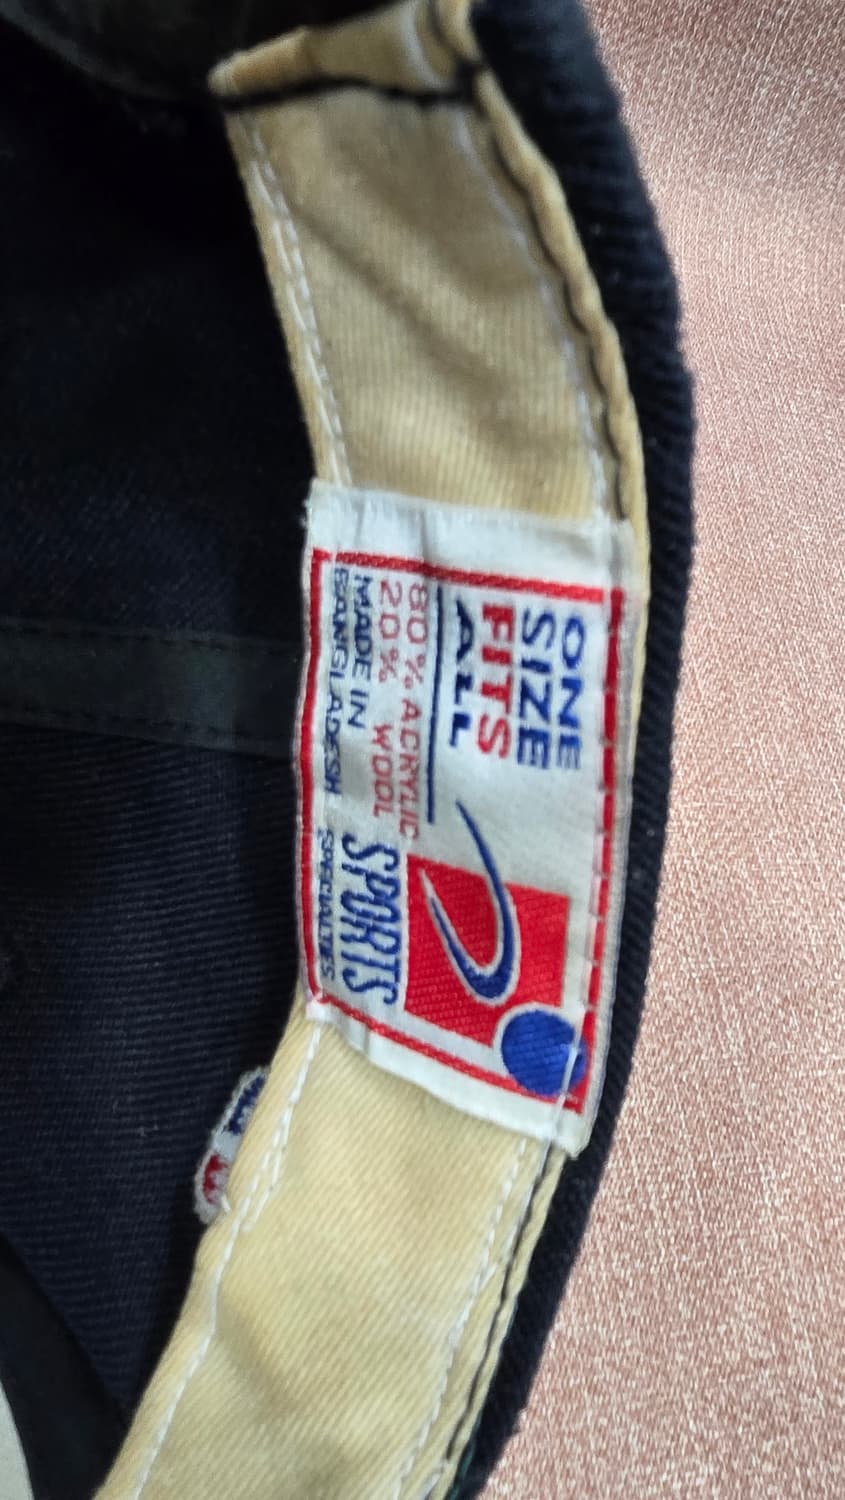 ONE
SIZE
FITS
ALL
80% ACRYLIC
20% WOOL
MADE IN
BANGLADESH
SPORTS
SPECIALTIES